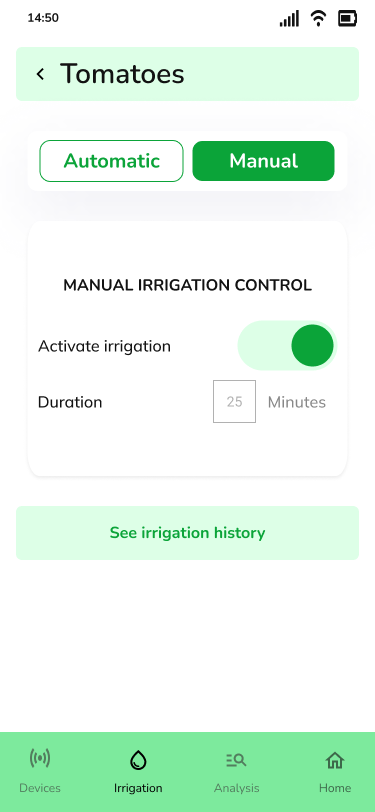 14:50
Tomatoes
Automatic Manual
MANUAL IRRIGATION CONTROL
Activate irrigation
Duration 25 Minutes
See irrigation history
Devices Irrigation Analysis Home